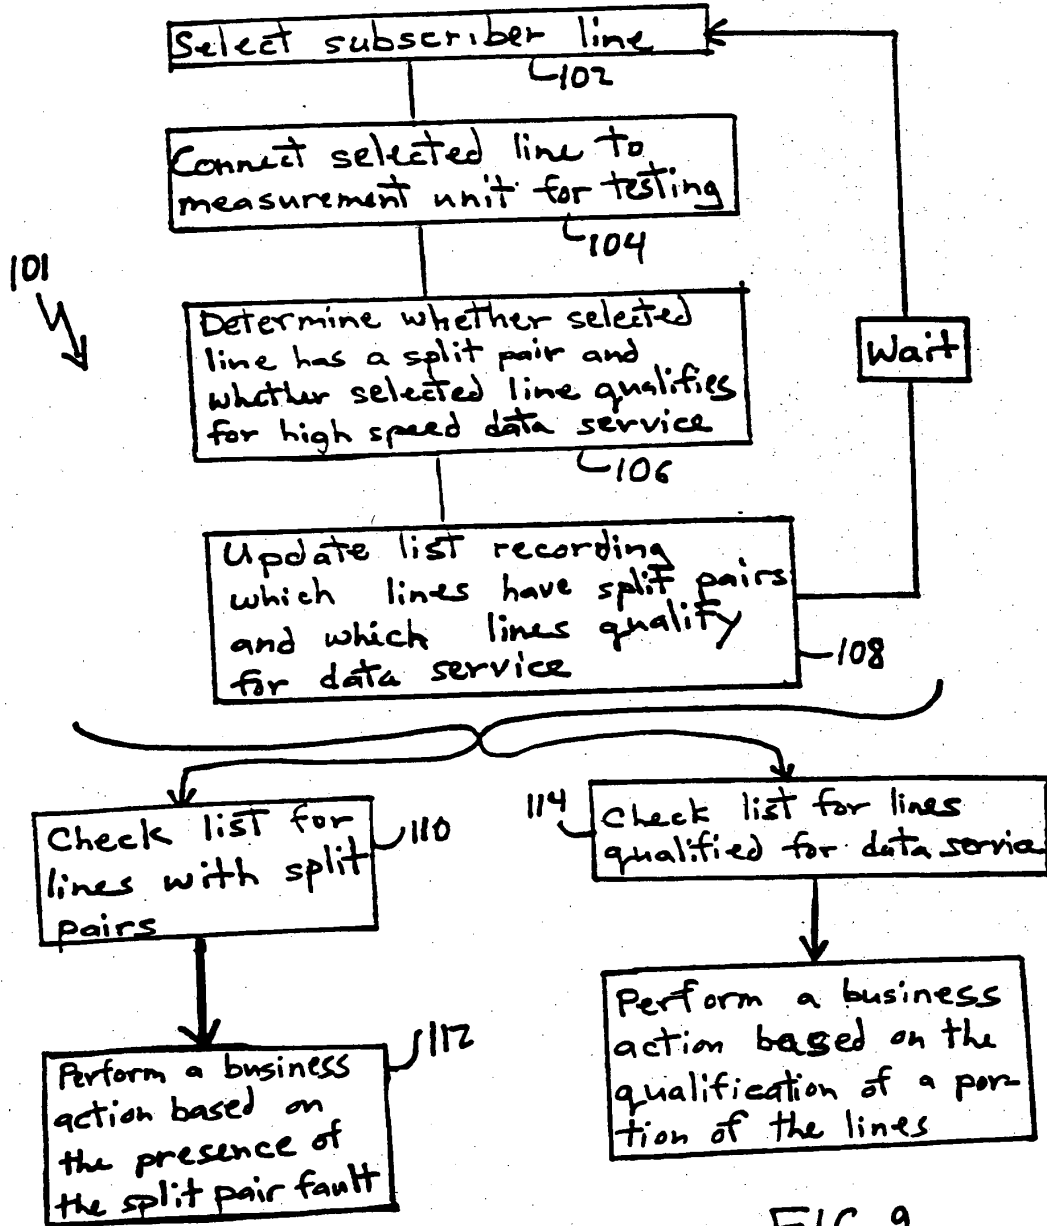 Select subscriber line
102
Connect selected line to
measurement unit for testing
104
101
Determine whether selected
line has a split pair and
whether selected line qualifies
for high speed data service
106
Wait
Update list recording
which lines have split pairs
and which lines qualify
for data service
108
Check list for
lines with split
pairs
110
114
Check list for lines
qualified for data service
Perform a business
action based on
the presence of
the split pair fault
112
Perform a business
action based on the
qualification of a por-
tion of the lines
FIG. 9